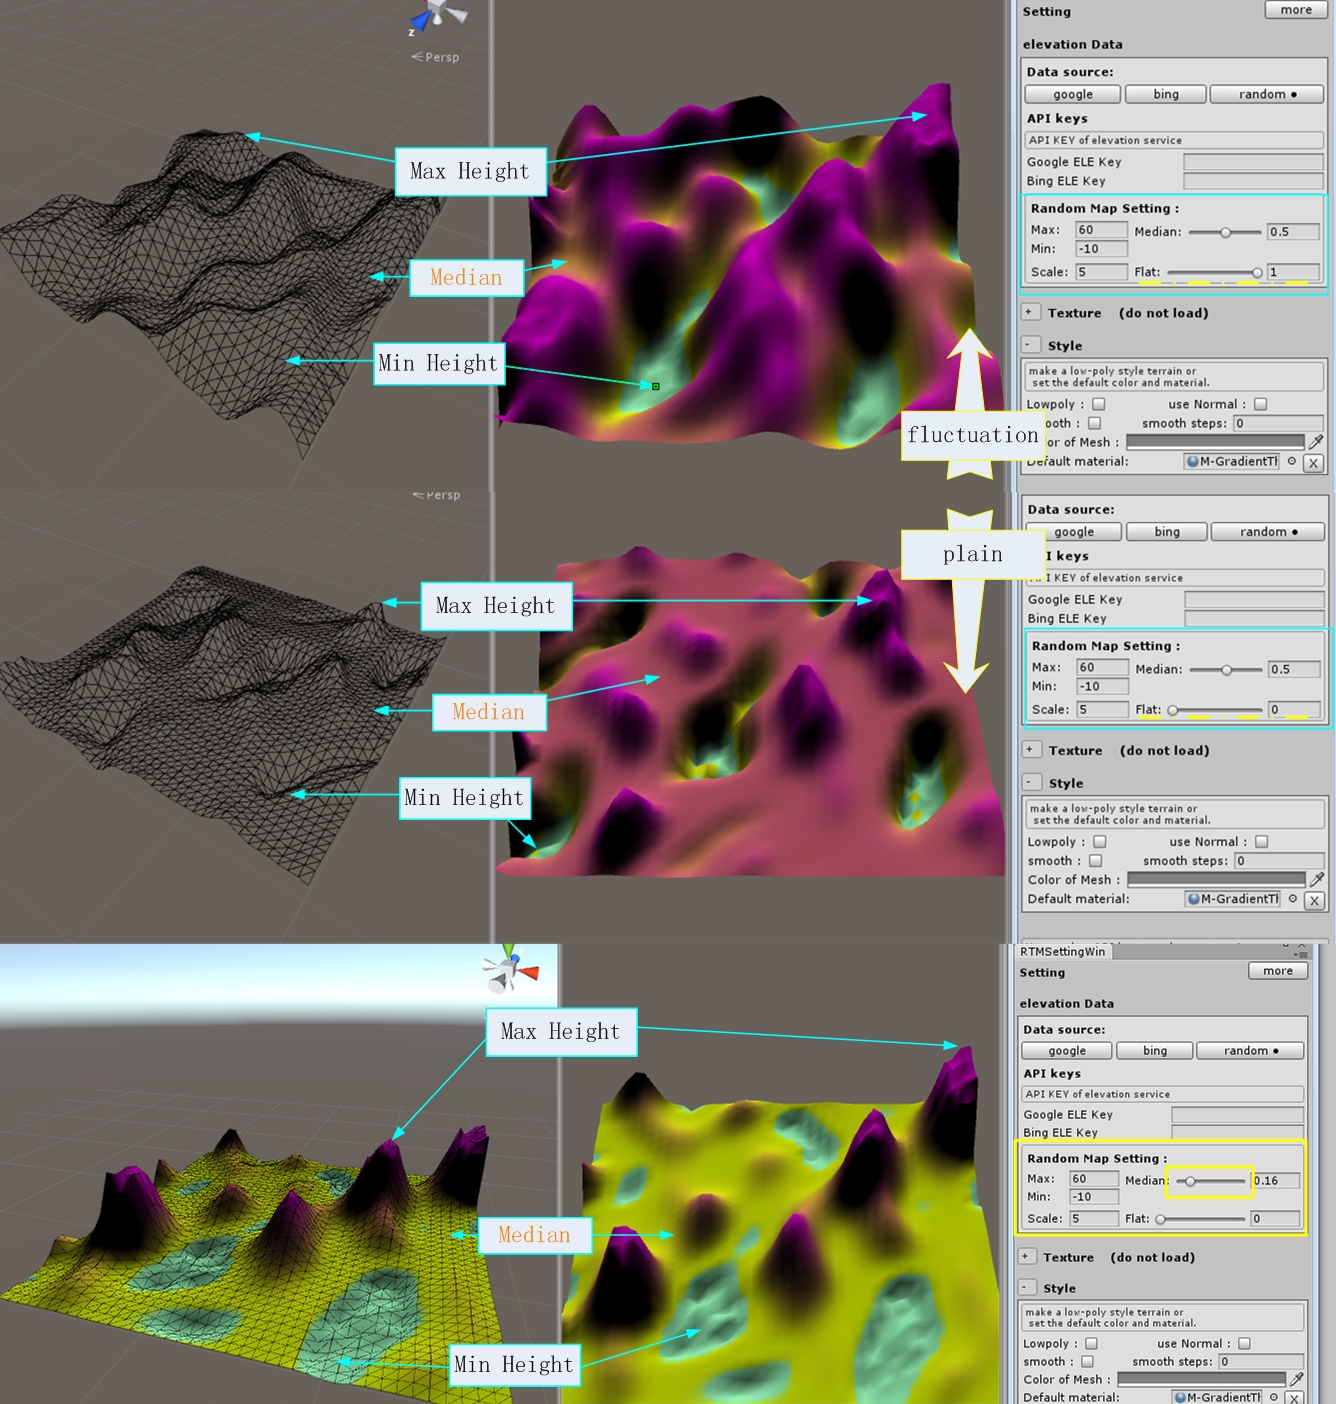 z
Persp
Max Height
Median
Min Height
fluctuation
Setting
more
elevation Data
Data source:
google
bing
random ●
API keys
API KEY of elevation service
Google ELE Key
Bing ELE Key
Random Map Setting :
Max: 60
Median: 0.5
Min: -10
Scale: 5
Flat: 1
+ Texture (do not load)
- Style
make a low-poly style terrain or
set the default color and material.
Lowpoly :
use Normal :
ooth :
smooth steps: 0
or of Mesh :
Default material:
M-GradientTl
X
Persp
plain
Max Height
Median
Min Height
Data source:
google
bing
random ●
I keys
API KEY of elevation service
Google ELE Key
Bing ELE Key
Random Map Setting :
Max: 60
Median: 0.5
Min: -10
Scale: 5
Flat: 0
+ Texture (do not load)
- Style
make a low-poly style terrain or
set the default color and material.
Lowpoly :
use Normal :
smooth :
smooth steps: 0
Color of Mesh :
Default material:
M-GradientTl
X
Max Height
Median
Min Height
RTMSettingWin
Setting
more
elevation Data
Data source:
google
bing
random ●
API keys
API KEY of elevation service
Google ELE Key
Bing ELE Key
Random Map Setting :
Max: 60
Median: 0.16
Min: -10
Scale: 5
Flat: 0
+ Texture (do not load)
- Style
make a low-poly style terrain or
set the default color and material.
Lowpoly :
use Normal :
smooth :
smooth steps: 0
Color of Mesh :
Default material:
M-GradientTl
X